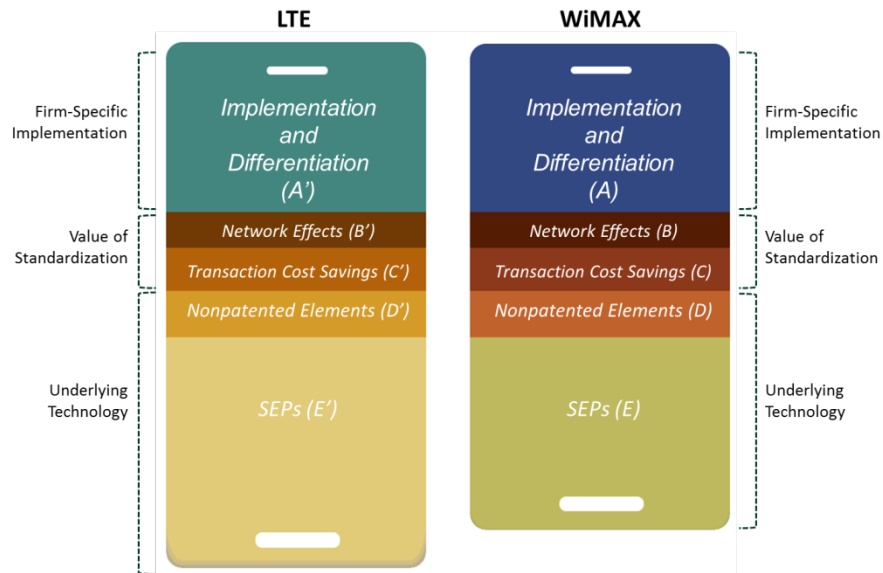 LTE
WiMAX
Firm-Specific
Implementation
Implementation
and
Differentiation
(A’)
Implementation
and
Differentiation
(A)
Firm-Specific
Implementation
Value of
Standardization
Network Effects (B’)
Transaction Cost Savings (C’)
Network Effects (B)
Transaction Cost Savings (C)
Value of
Standardization
Underlying
Technology
Nonpatented Elements (D’)
SEPs (E’)
Nonpatented Elements (D)
SEPs (E)
Underlying
Technology